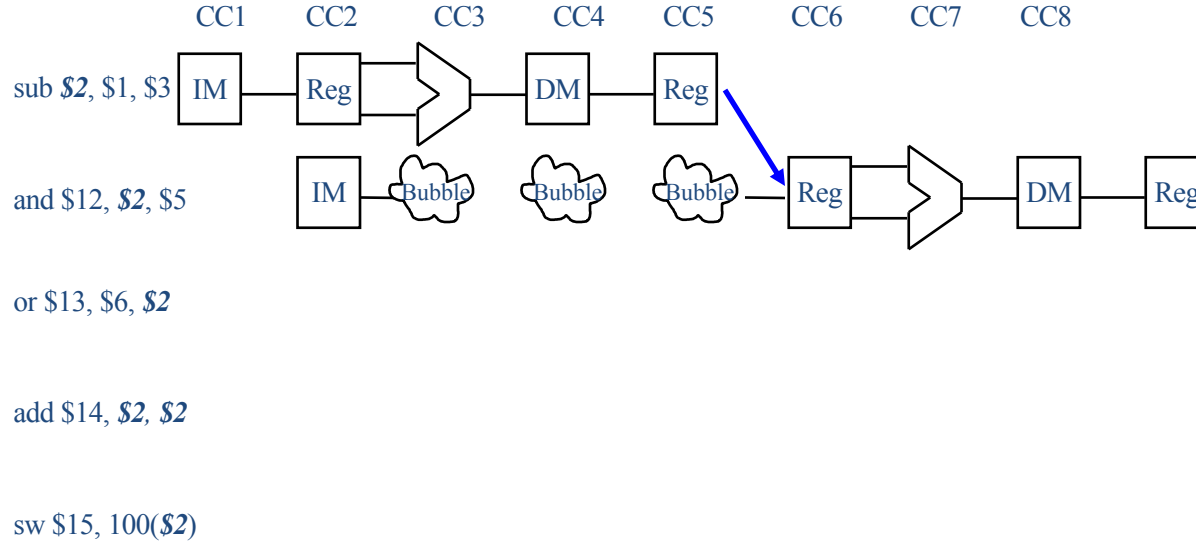 CC1 CC2 CC3 CC4 CC5 CC6 CC7 CC8
sub $2, $1, $3 IM Reg DM Reg
and $12, $2, $5 IM Bubble Bubble Bubble Reg DM Reg
or $13, $6, $2
add $14, $2, $2
sw $15, 100($2)